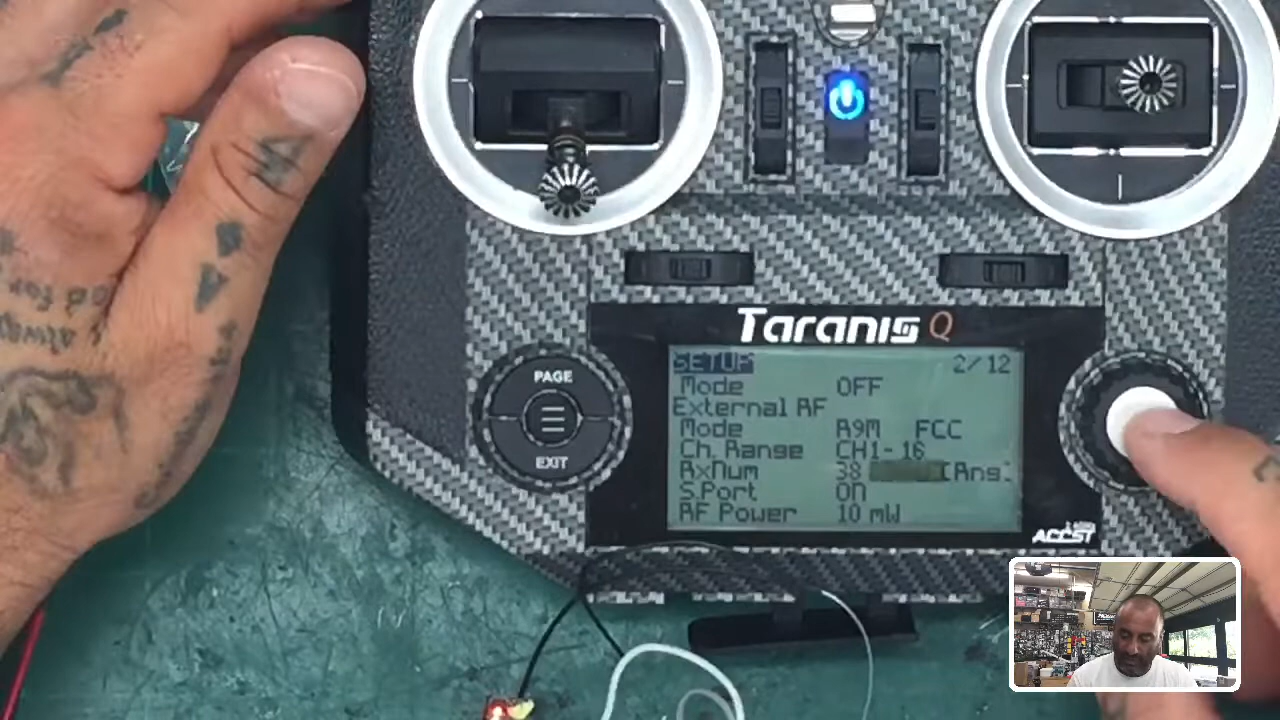 Taranis Q
SETUP 2/12
Mode OFF
External RF
Mode R9M FCC
Ch. Range CH1-16
RxNum 38 [Rng]
S.Port On
RF Power 10 mW
PAGE
EXIT
ACCST